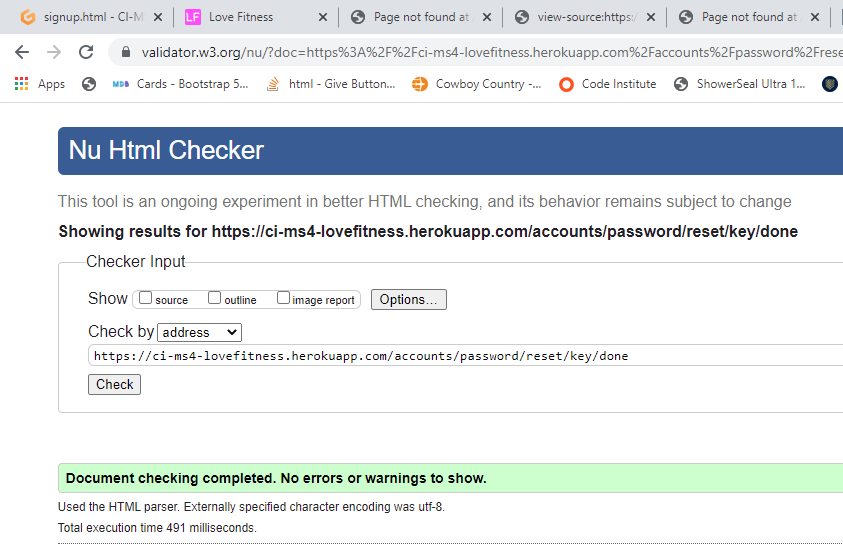 signup.html - CI-M
LF Love Fitness
Page not found at
view-source:https:/
Page not found at
validator.w3.org/nu/?doc=https%3A%2F%2Fci-ms4-lovefitness.herokuapp.com%2Faccounts%2Fpassword%2Frese
Apps
MDB Cards - Bootstrap 5...
html - Give Button...
Cowboy Country -...
Code Institute
ShowerSeal Ultra 1...
Nu Html Checker
This tool is an ongoing experiment in better HTML checking, and its behavior remains subject to change
Showing results for https://ci-ms4-lovefitness.herokuapp.com/accounts/password/reset/key/done
Checker Input
Show source outline image report Options...
Check by address
https://ci-ms4-lovefitness.herokuapp.com/accounts/password/reset/key/done
Check
Document checking completed. No errors or warnings to show.
Used the HTML parser. Externally specified character encoding was utf-8.
Total execution time 491 milliseconds.